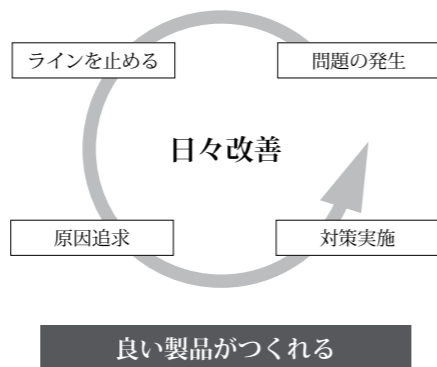 ラインを止める
問題の発生
日々改善
原因追求
対策実施
良い製品がつくれる